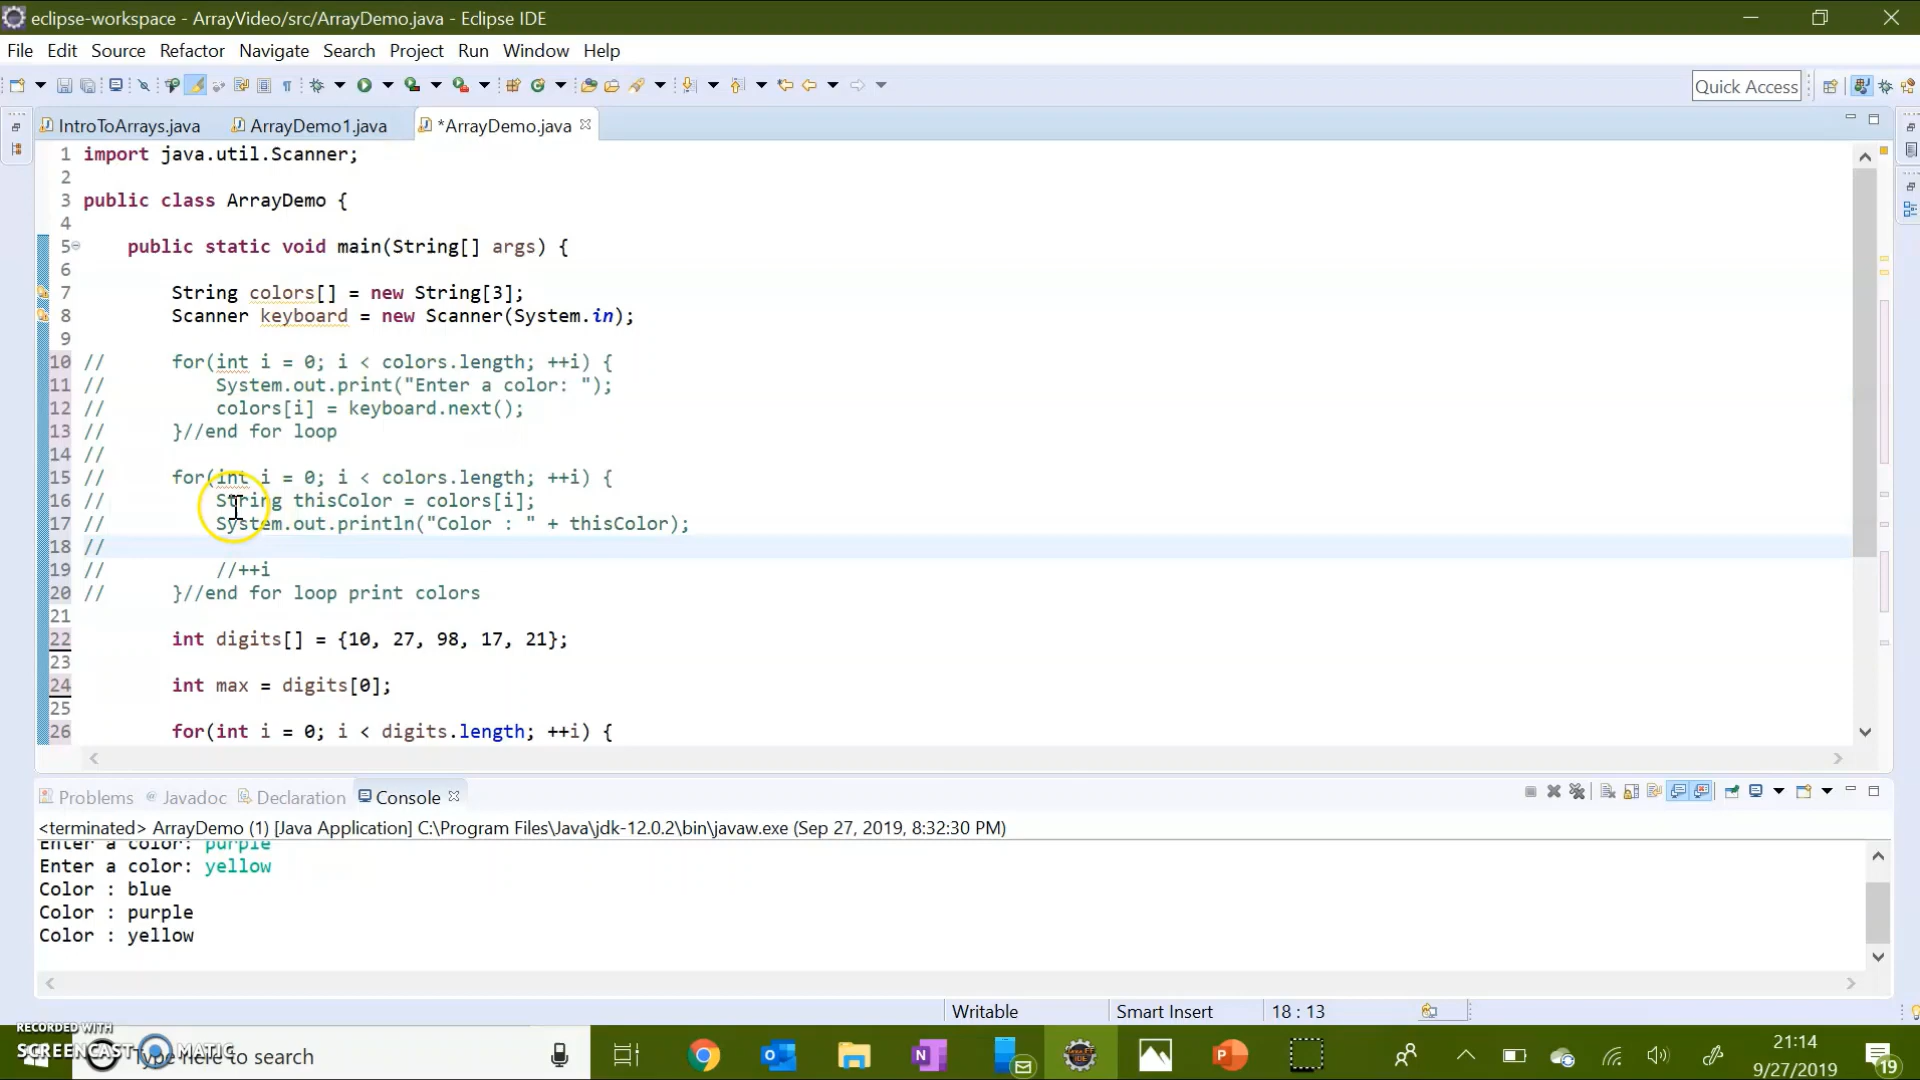 eclipse-workspace - ArrayVideo/src/ArrayDemo.java - Eclipse IDE
File Edit Source Refactor Navigate Search Project Run Window Help
Quick Access
IntroToArrays.java ArrayDemo1.java *ArrayDemo.java
1 import java.util.Scanner;
2
3 public class ArrayDemo {
4
5 public static void main(String[] args) {
6
7 String colors[] = new String[3];
8 Scanner keyboard = new Scanner(System.in);
9
10 // for(int i = 0; i < colors.length; ++i) {
11 // System.out.print("Enter a color: ");
12 // colors[i] = keyboard.next();
13 // }//end for loop
14 //
15 // for(int i = 0; i < colors.length; ++i) {
16 // String thisColor = colors[i];
17 // System.out.println("Color : " + thisColor);
18 //
19 // //++i
20 // }//end for loop print colors
21
22 int digits[] = {10, 27, 98, 17, 21};
23
24 int max = digits[0];
25
26 for(int i = 0; i < digits.length; ++i) {
Problems Javadoc Declaration Console
<terminated> ArrayDemo (1) [Java Application] C:\Program Files\Java\jdk-12.0.2\bin\javaw.exe (Sep 27, 2019, 8:32:30 PM)
Enter a color: purple
Enter a color: yellow
Color : blue
Color : purple
Color : yellow
Writable Smart Insert 18 : 13
RECORDED WITH
SCREENCAST MATIC
Type here to search
21:14
9/27/2019
19